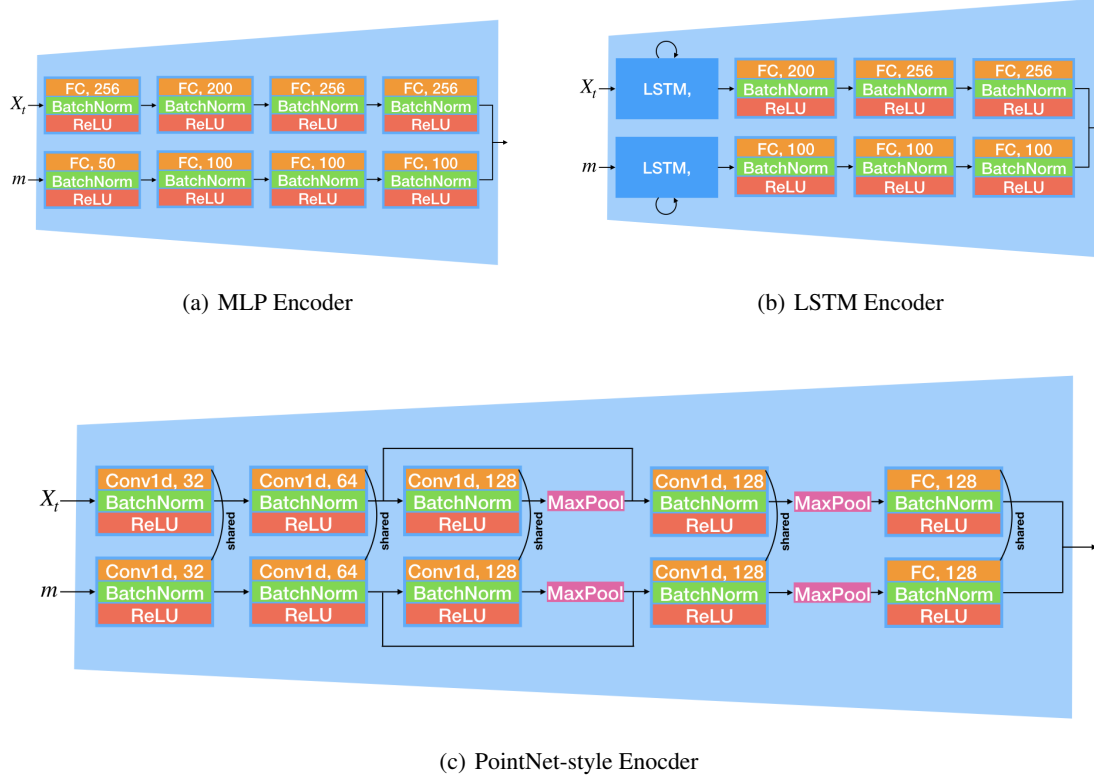 FC, 256 FC, 200 FC, 256 FC, 256
X_t BatchNorm BatchNorm BatchNorm BatchNorm
ReLU ReLU ReLU ReLU
FC, 50 FC, 100 FC, 100 FC, 100
m BatchNorm BatchNorm BatchNorm BatchNorm
ReLU ReLU ReLU ReLU
(a) MLP Encoder
FC, 200 FC, 256 FC, 256
X_t LSTM, BatchNorm BatchNorm BatchNorm
ReLU ReLU ReLU
FC, 100 FC, 100 FC, 100
m LSTM, BatchNorm BatchNorm BatchNorm
ReLU ReLU ReLU
(b) LSTM Encoder
Conv1d, 32 Conv1d, 64 Conv1d, 128 Conv1d, 128 FC, 128
X_t BatchNorm BatchNorm BatchNorm MaxPool BatchNorm MaxPool BatchNorm
ReLU ReLU ReLU ReLU ReLU
shared shared shared shared shared
Conv1d, 32 Conv1d, 64 Conv1d, 128 Conv1d, 128 FC, 128
m BatchNorm BatchNorm BatchNorm MaxPool BatchNorm MaxPool BatchNorm
ReLU ReLU ReLU ReLU ReLU
(c) PointNet-style Enocder